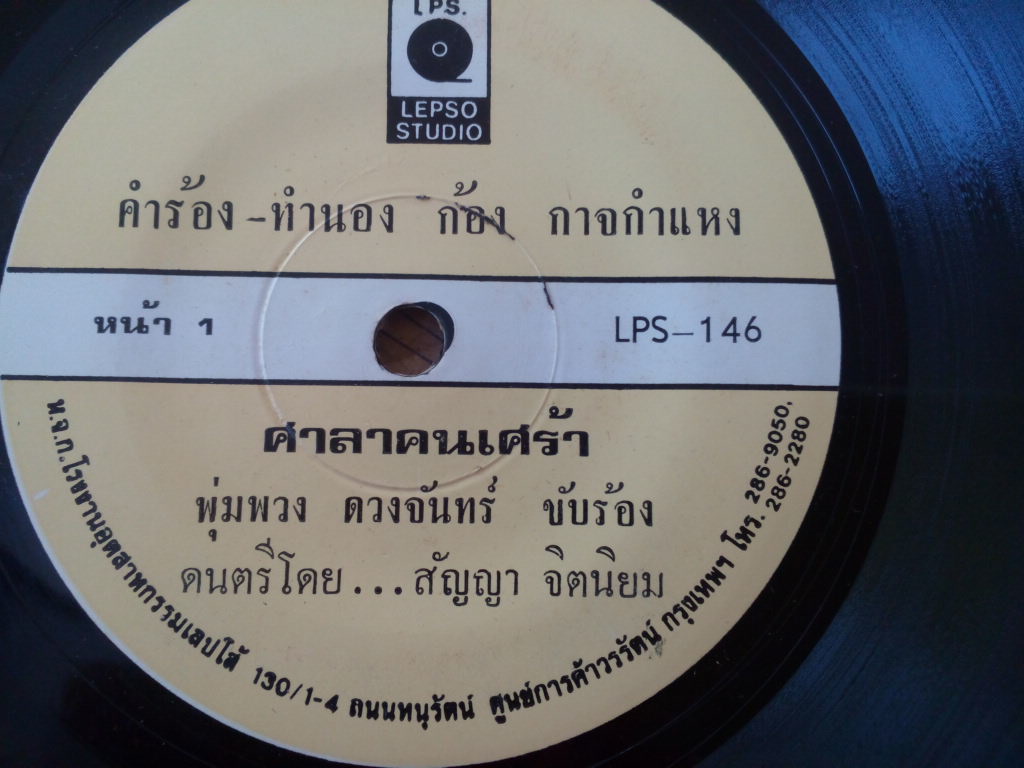 LPS.
LEPSO
STUDIO
คำร้อง - ทำนอง ก้อง กาจกำแหง
หน้า 1
LPS-146
ศาลาคนเศร้า
พุ่มพวง ดวงจันทร์ ขับร้อง
ดนตรีโดย...สัญญา จิตนิยม
ห.จ.ก.โรงงานอุตสาหกรรมเลปโส้ 130/1-4 ถนนหนุรัตน์ ศูนย์การค้าวรรัตน์ กรุงเทพฯ โทร. 286-9050,
286-2280